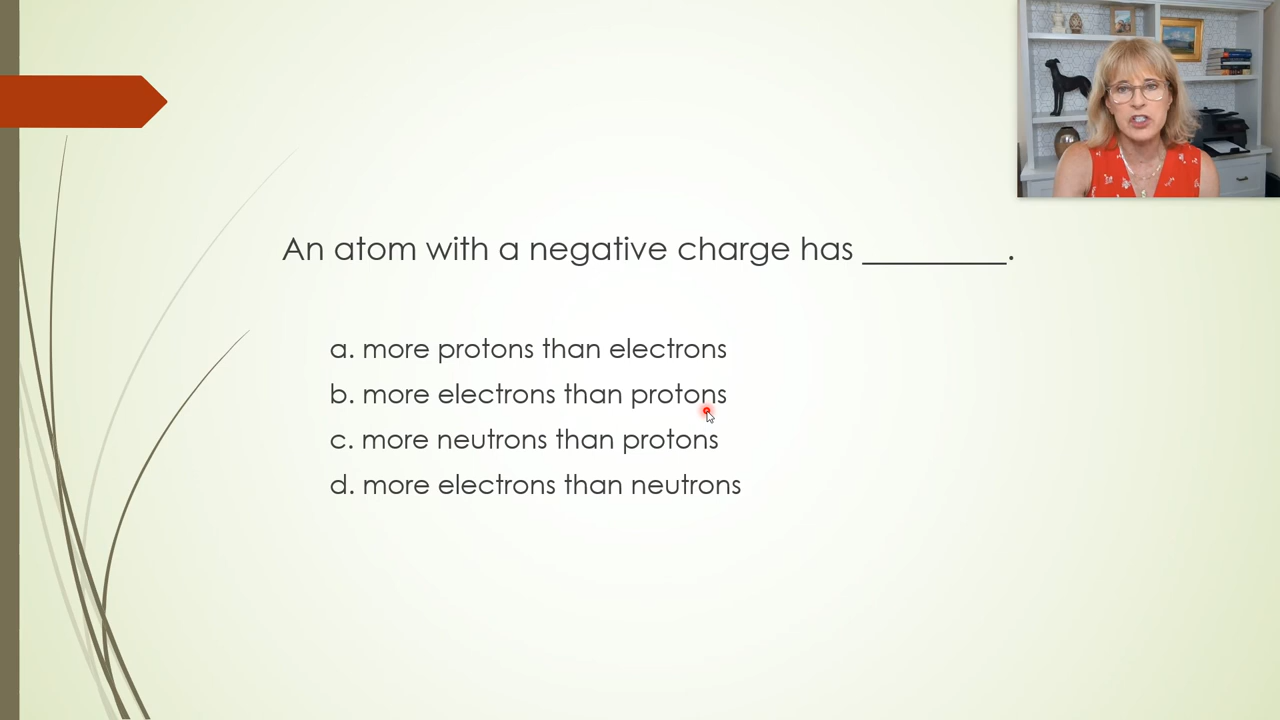 An atom with a negative charge has _________.
a. more protons than electrons
b. more electrons than protons
c. more neutrons than protons
d. more electrons than neutrons